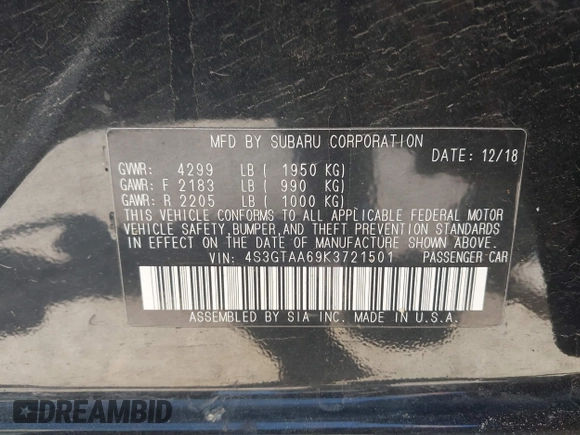 MFD BY SUBARU CORPORATION
DATE: 12/18
GVWR: 4299 LB ( 1950 KG)
GAWR: F 2183 LB ( 990 KG)
GAWR: R 2205 LB ( 1000 KG)
THIS VEHICLE CONFORMS TO ALL APPLICABLE FEDERAL MOTOR
VEHICLE SAFETY, BUMPER, AND THEFT PREVENTION STANDARDS
IN EFFECT ON THE DATE OF MANUFACTURE SHOWN ABOVE.
VIN: 4S3GTAA69K3721501 PASSENGER CAR
ASSEMBLED BY SIA INC. MADE IN U.S.A.
DREAMBID